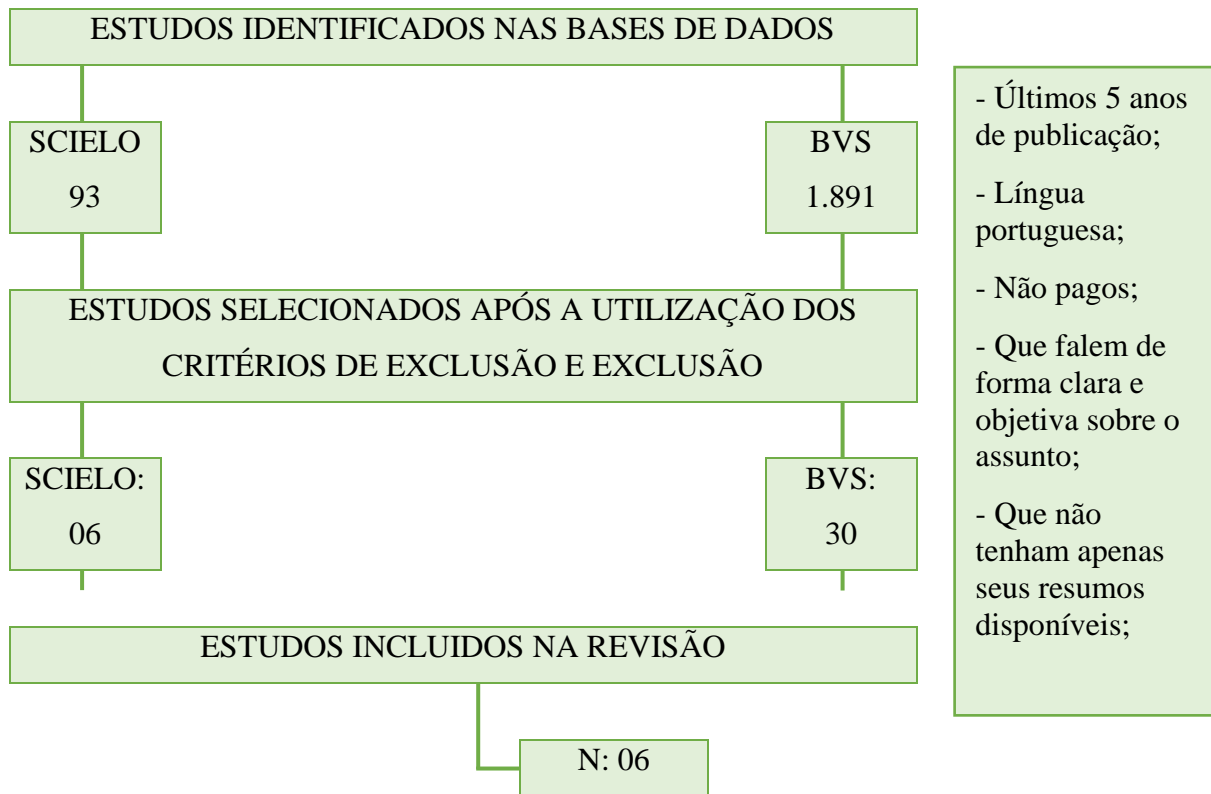 ESTUDOS IDENTIFICADOS NAS BASES DE DADOS
SCIELO
93
BVS
1.891
ESTUDOS SELECIONADOS APÓS A UTILIZAÇÃO DOS
CRITÉRIOS DE EXCLUSÃO E EXCLUSÃO
SCIELO:
06
BVS:
30
ESTUDOS INCLUIDOS NA REVISÃO
N: 06
- Últimos 5 anos
de publicação;
- Língua
portuguesa;
- Não pagos;
- Que falem de
forma clara e
objetiva sobre o
assunto;
- Que não
tenham apenas
seus resumos
disponíveis;